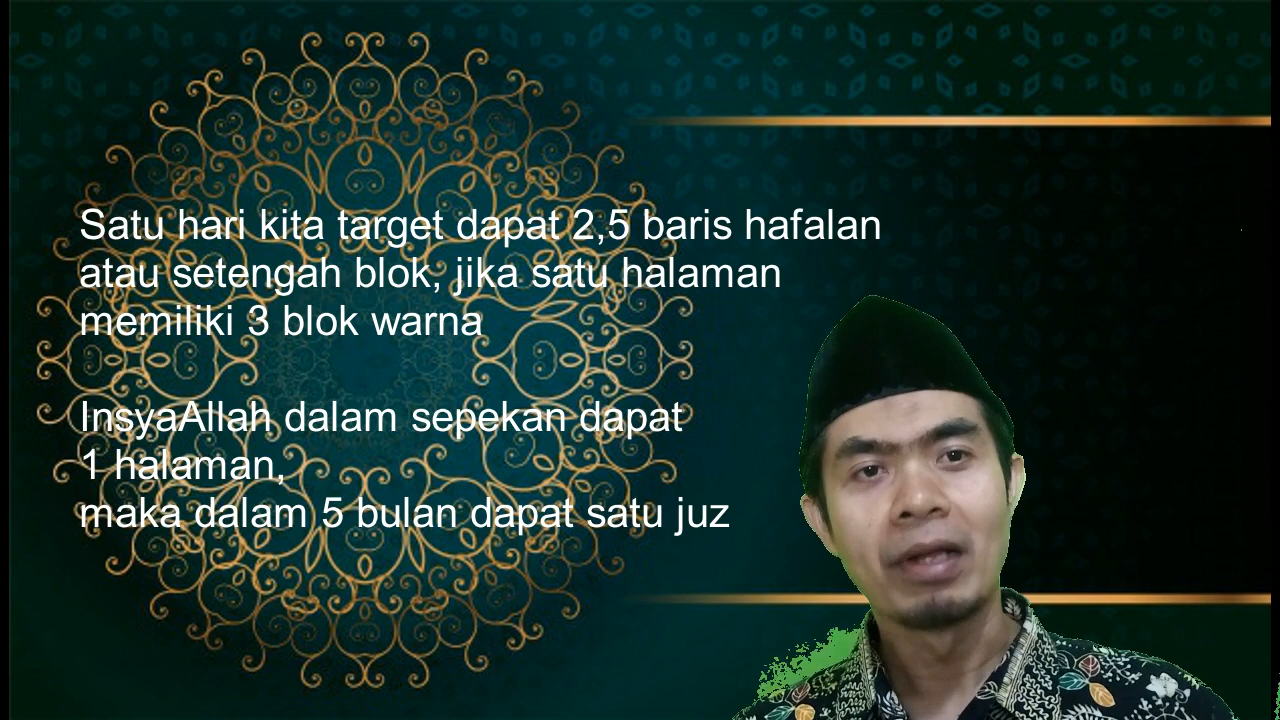 Satu hari kita target dapat 2,5 baris hafalan
atau setengah blok, jika satu halaman
memiliki 3 blok warna
InsyaAllah dalam sepekan dapat
1 halaman,
maka dalam 5 bulan dapat satu juz